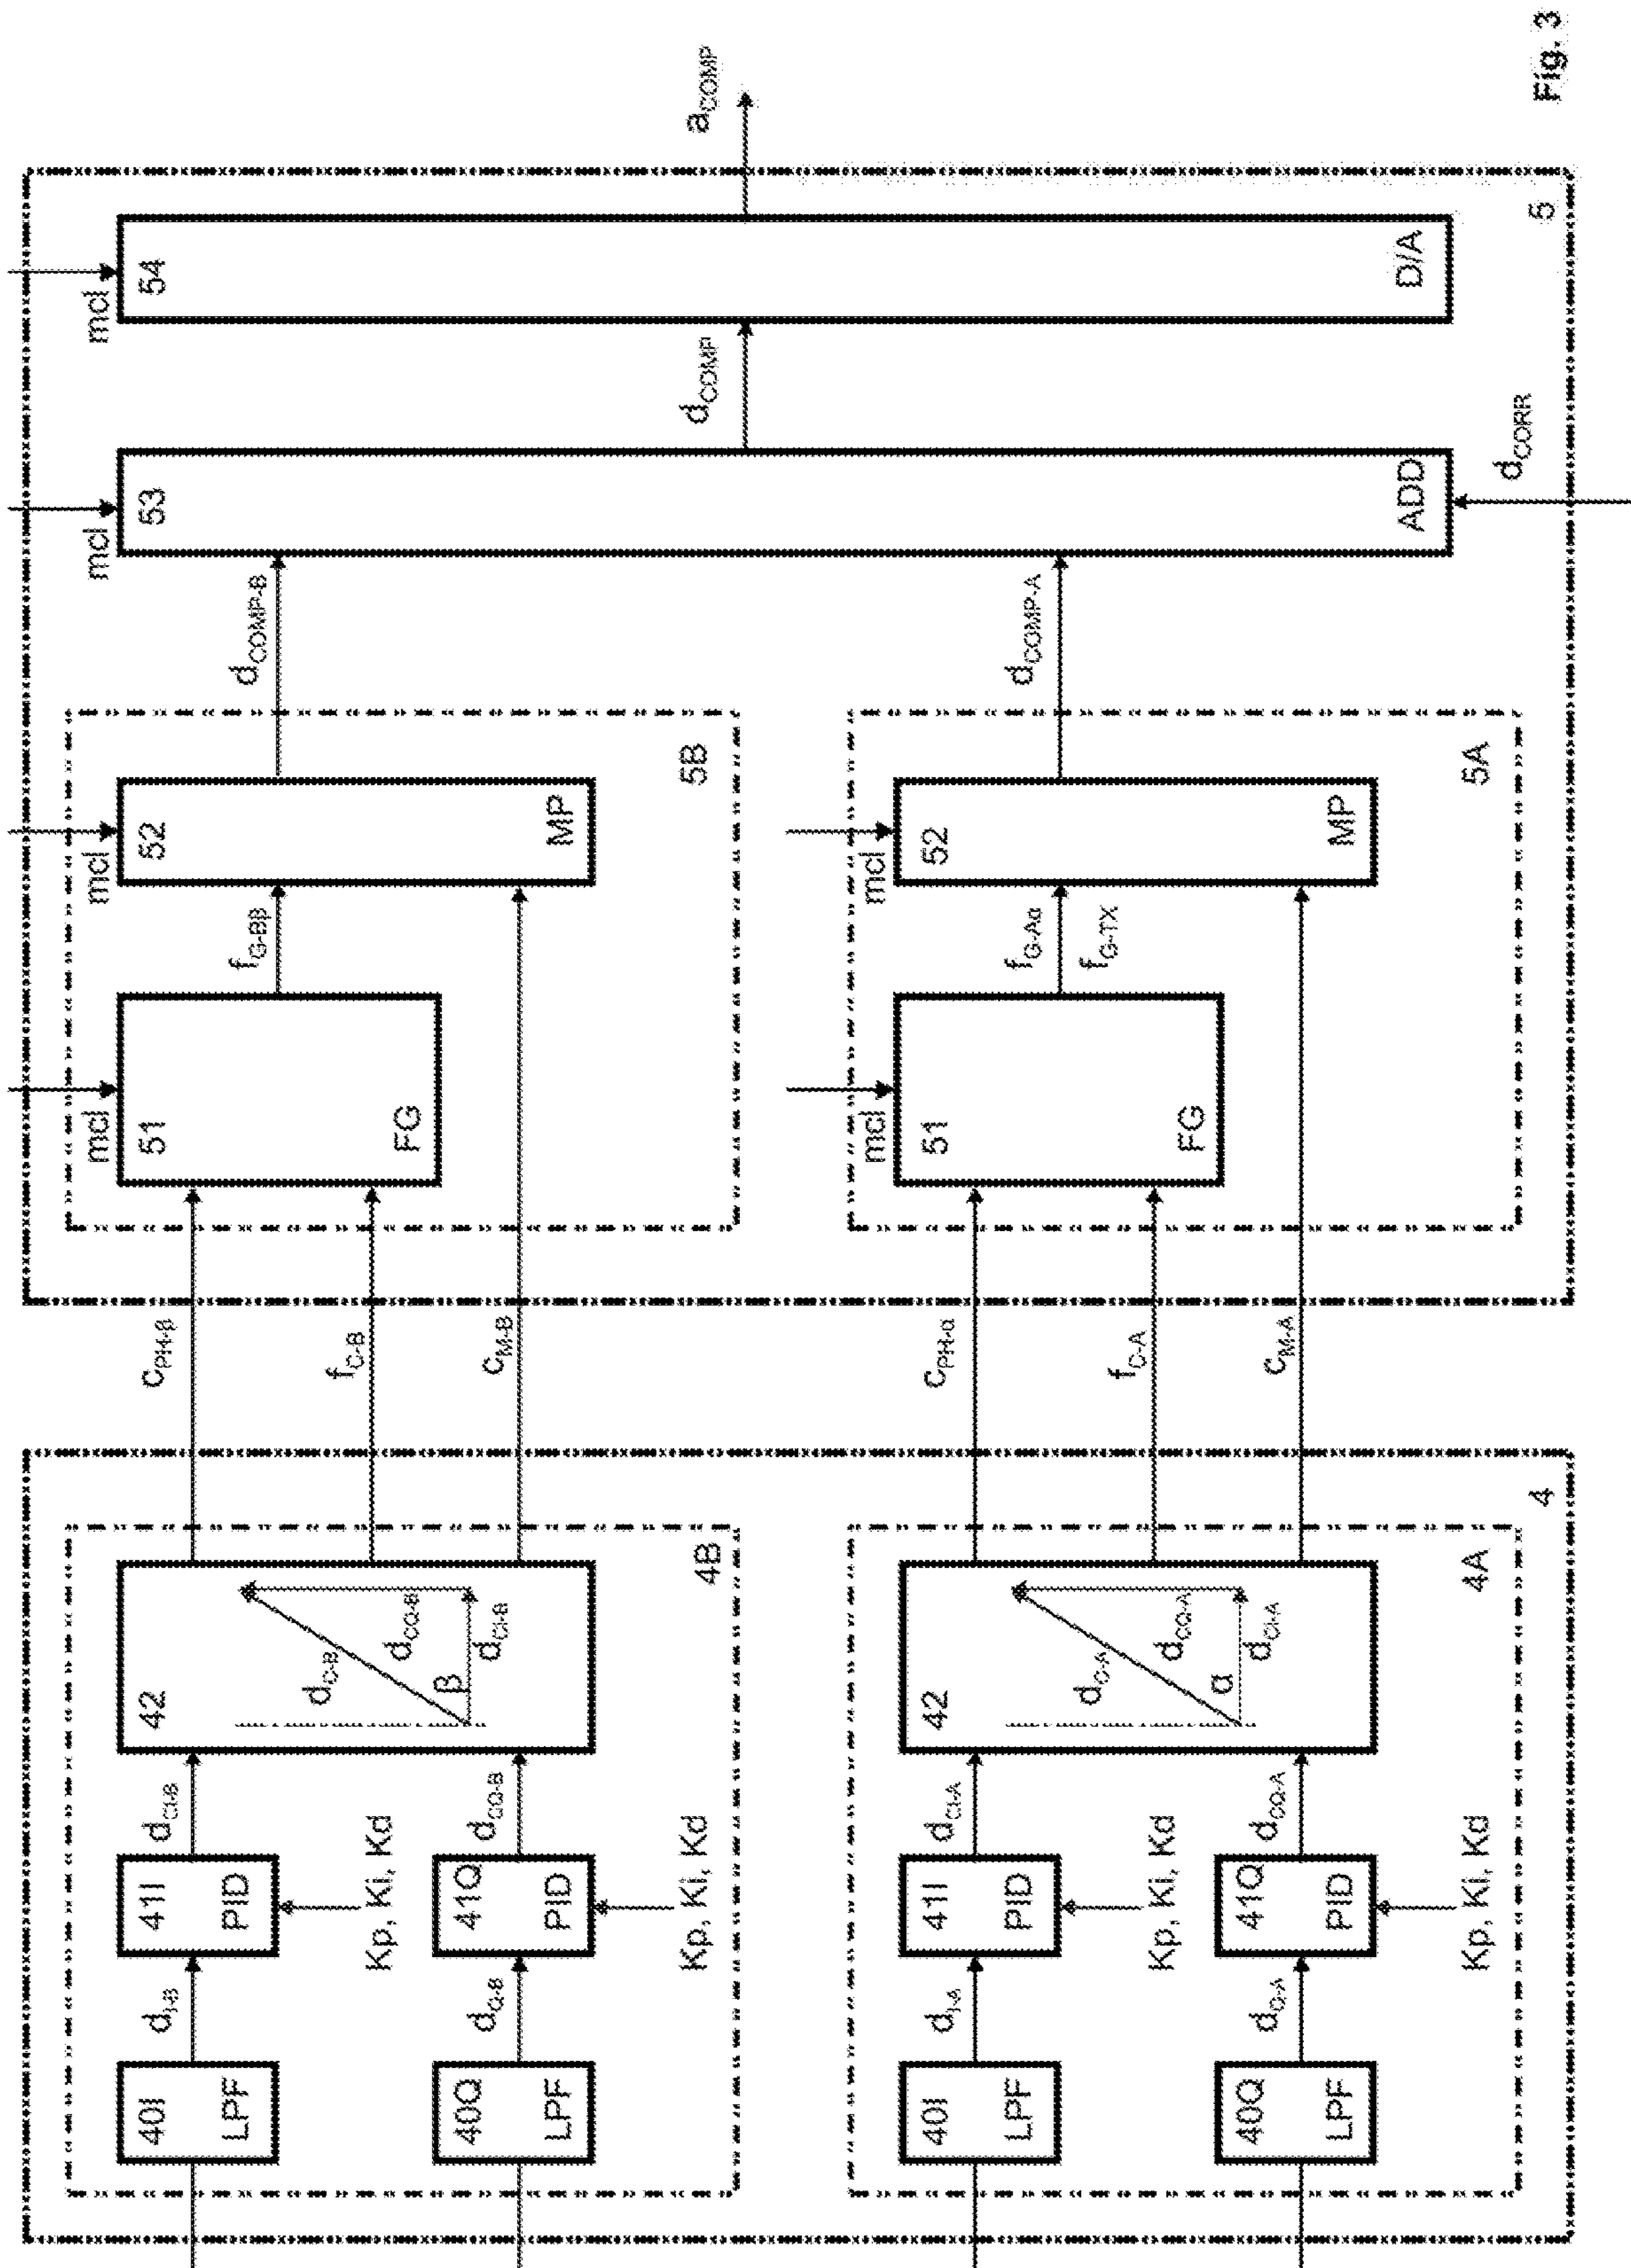 40I
LPF
d_I-B
41I
PID
Kp, Ki, Kd
d_CI-B
40Q
LPF
d_Q-B
41Q
PID
Kp, Ki, Kd
d_CQ-B
42
d_C-B
d_CQ-B
β
d_CI-B
4B
40I
LPF
d_I-A
41I
PID
Kp, Ki, Kd
d_CI-A
40Q
LPF
d_Q-A
41Q
PID
Kp, Ki, Kd
d_CQ-A
42
d_C-A
d_CQ-A
α
d_CI-A
4A
4
c_PH-β
f_C-B
c_M-B
c_PH-α
f_C-A
c_M-A
mcl
51
FG
f_G-Bβ
mcl
52
MP
5B
d_COMP-B
mcl
51
FG
f_G-Aα
f_G-TX
mcl
52
MP
5A
d_COMP-A
mcl
53
ADD
d_CORR
d_COMP
mcl
54
D/A
5
a_COMP
Fig. 3